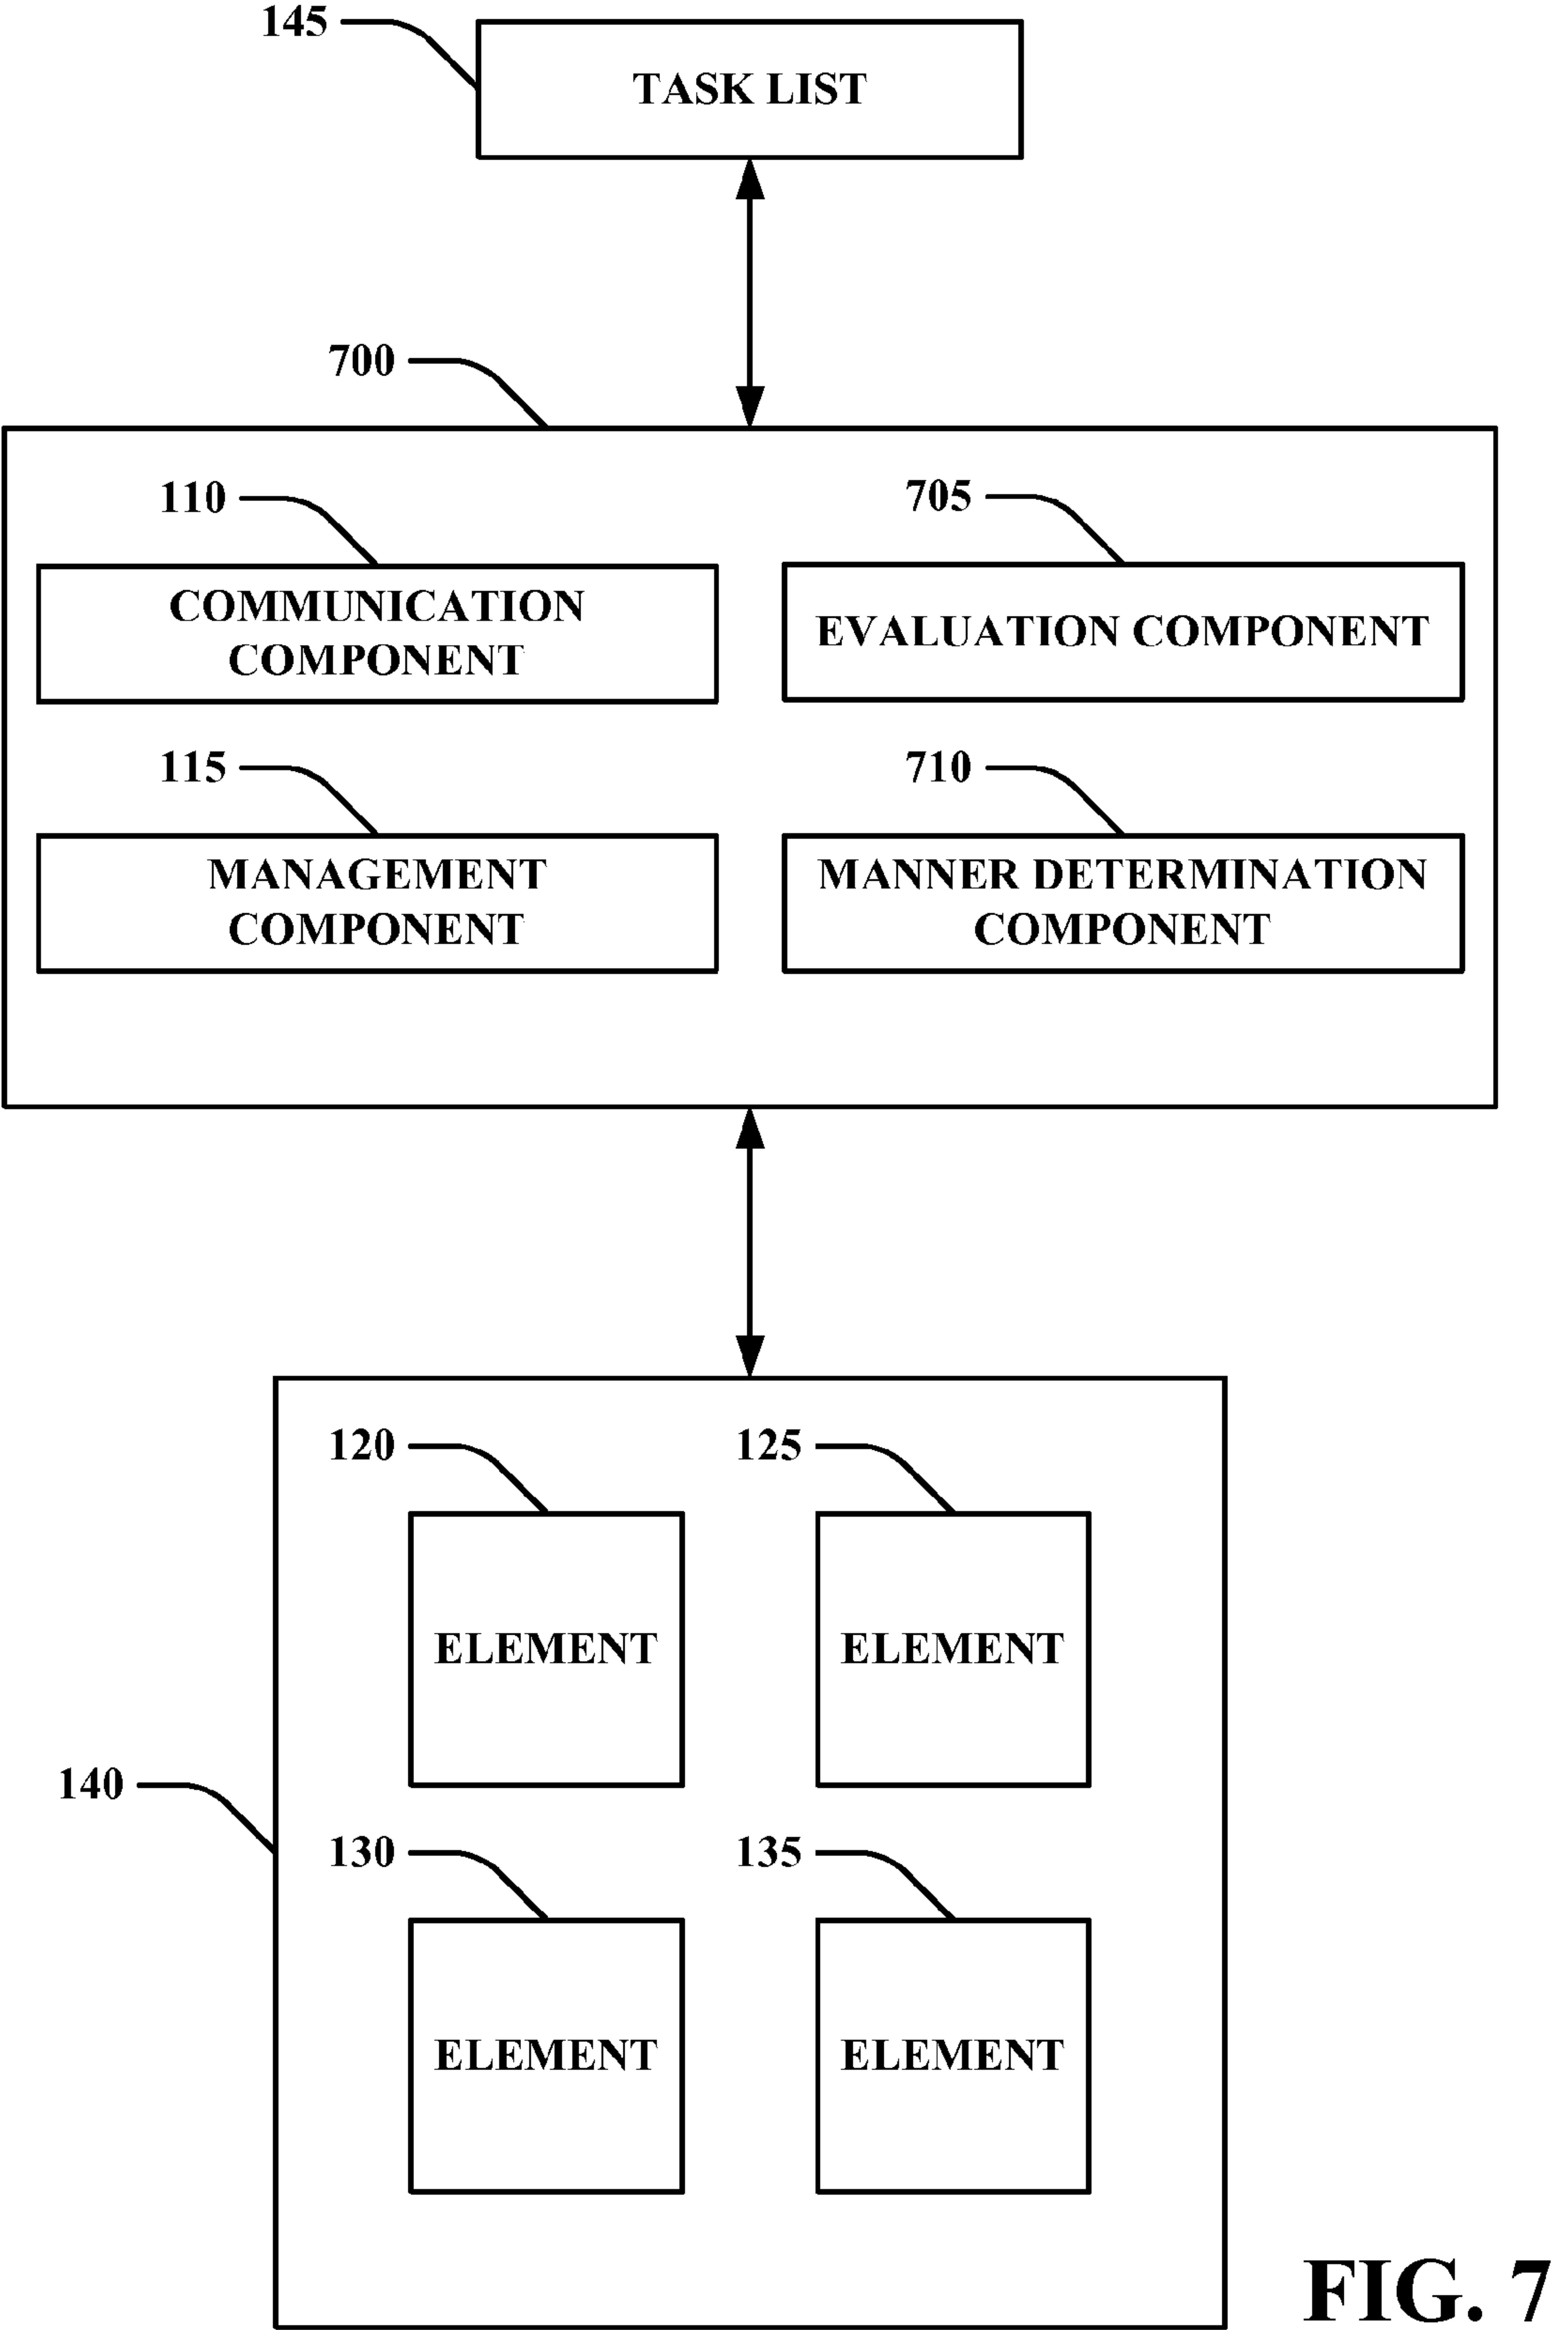 145
TASK LIST
700
110
705
COMMUNICATION
COMPONENT
EVALUATION COMPONENT
115
710
MANAGEMENT
COMPONENT
MANNER DETERMINATION
COMPONENT
120
125
ELEMENT
ELEMENT
140
130
135
ELEMENT
ELEMENT
FIG. 7